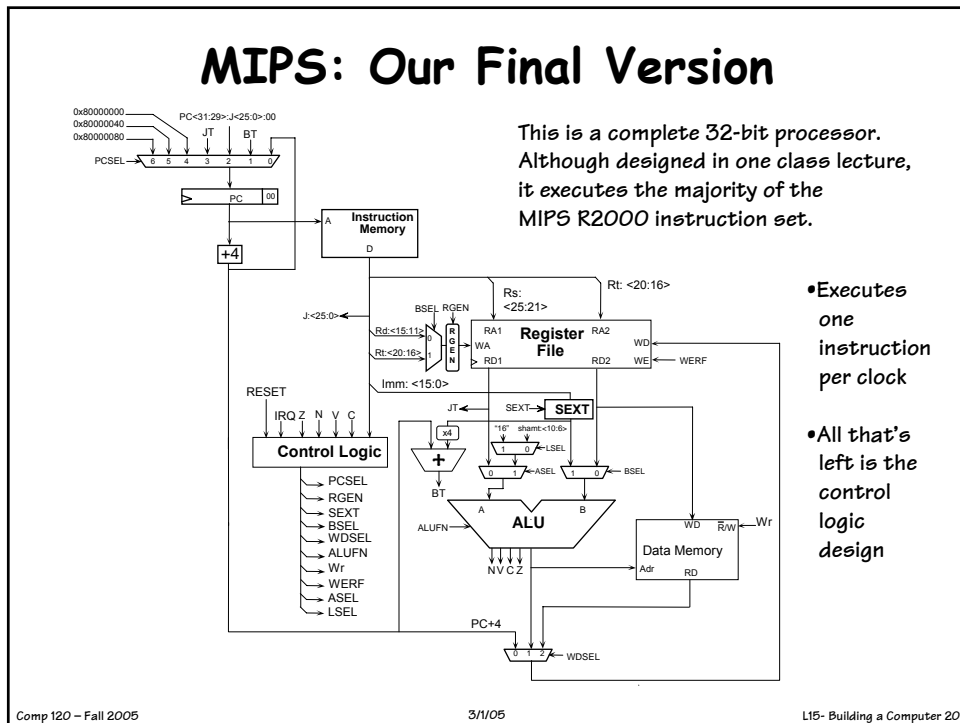 MIPS: Our Final Version
0x80000000
0x80000040
0x80000080
PC<31:29>:J<25:0>:00
JT
BT
PCSEL
6 5 4 3 2 1 0
PC
00
+4
A
Instruction
Memory
D
This is a complete 32-bit processor.
Although designed in one class lecture,
it executes the majority of the
MIPS R2000 instruction set.
•Executes
one
instruction
per clock
•All that's
left is the
control
logic
design
Rs:
<25:21>
Rt: <20:16>
J:<25:0>
BSEL RGEN
Rd:<15:11>
Rt:<20:16>
0
1
R
G
E
N
RA1
Register
File
RA2
WA
WD
RD1
RD2
WE
WERF
Imm: <15:0>
RESET
IRQ Z N V C
Control Logic
PCSEL
RGEN
SEXT
BSEL
WDSEL
ALUFN
Wr
WERF
ASEL
LSEL
JT
SEXT
SEXT
x4
"16"
shamt:<10:6>
1 0
LSEL
+
BT
0 1
ASEL
1 0
BSEL
A
B
ALU
ALUFN
N V C Z
WD
R/W
Wr
Data Memory
Adr
RD
PC+4
0 1 2
WDSEL
Comp 120 – Fall 2005
3/1/05
L15- Building a Computer 20